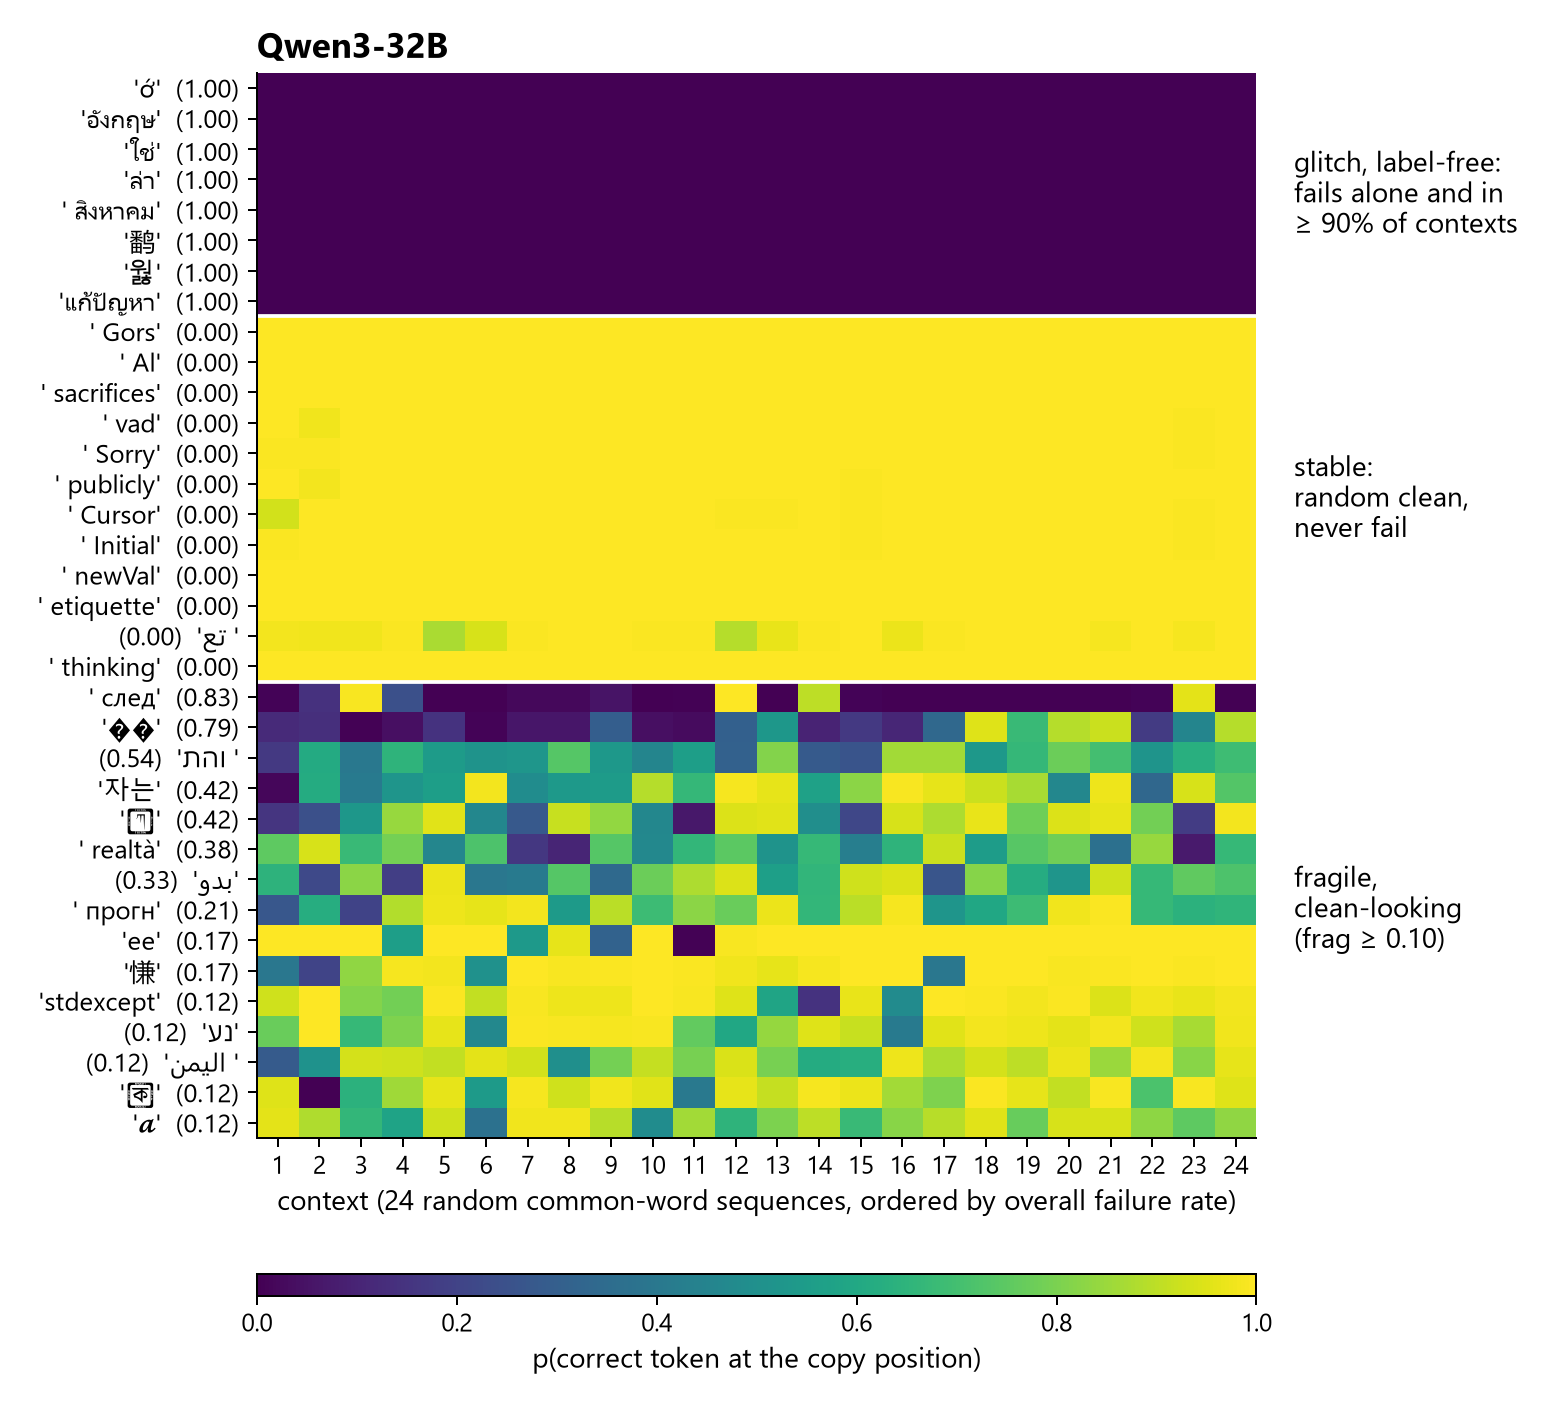 Qwen3-32B
'ớ' (1.00)
'อังกฤษ' (1.00)
'ใช่' (1.00)
'ล่า' (1.00)
' สิงหาคม' (1.00)
'鹬' (1.00)
'웛' (1.00)
'แก้ปัญหา' (1.00)
glitch, label-free:
fails alone and in
≥ 90% of contexts
' Gors' (0.00)
' Al' (0.00)
' sacrifices' (0.00)
' vad' (0.00)
' Sorry' (0.00)
' publicly' (0.00)
' Cursor' (0.00)
' Initial' (0.00)
' newVal' (0.00)
' etiquette' (0.00)
' تع' (0.00)
' thinking' (0.00)
stable:
random clean,
never fail
' след' (0.83)
'��' (0.79)
' והת' (0.54)
'자는' (0.42)
(0.42)
' realtà' (0.38)
'بدو' (0.33)
' прогн' (0.21)
'ee' (0.17)
'慊' (0.17)
'stdexcept' (0.12)
'נע' (0.12)
' اليمن' (0.12)
(0.12)
'𝒂' (0.12)
fragile,
clean-looking
(frag ≥ 0.10)
1 2 3 4 5 6 7 8 9 10 11 12 13 14 15 16 17 18 19 20 21 22 23 24
context (24 random common-word sequences, ordered by overall failure rate)
0.0 0.2 0.4 0.6 0.8 1.0
p(correct token at the copy position)